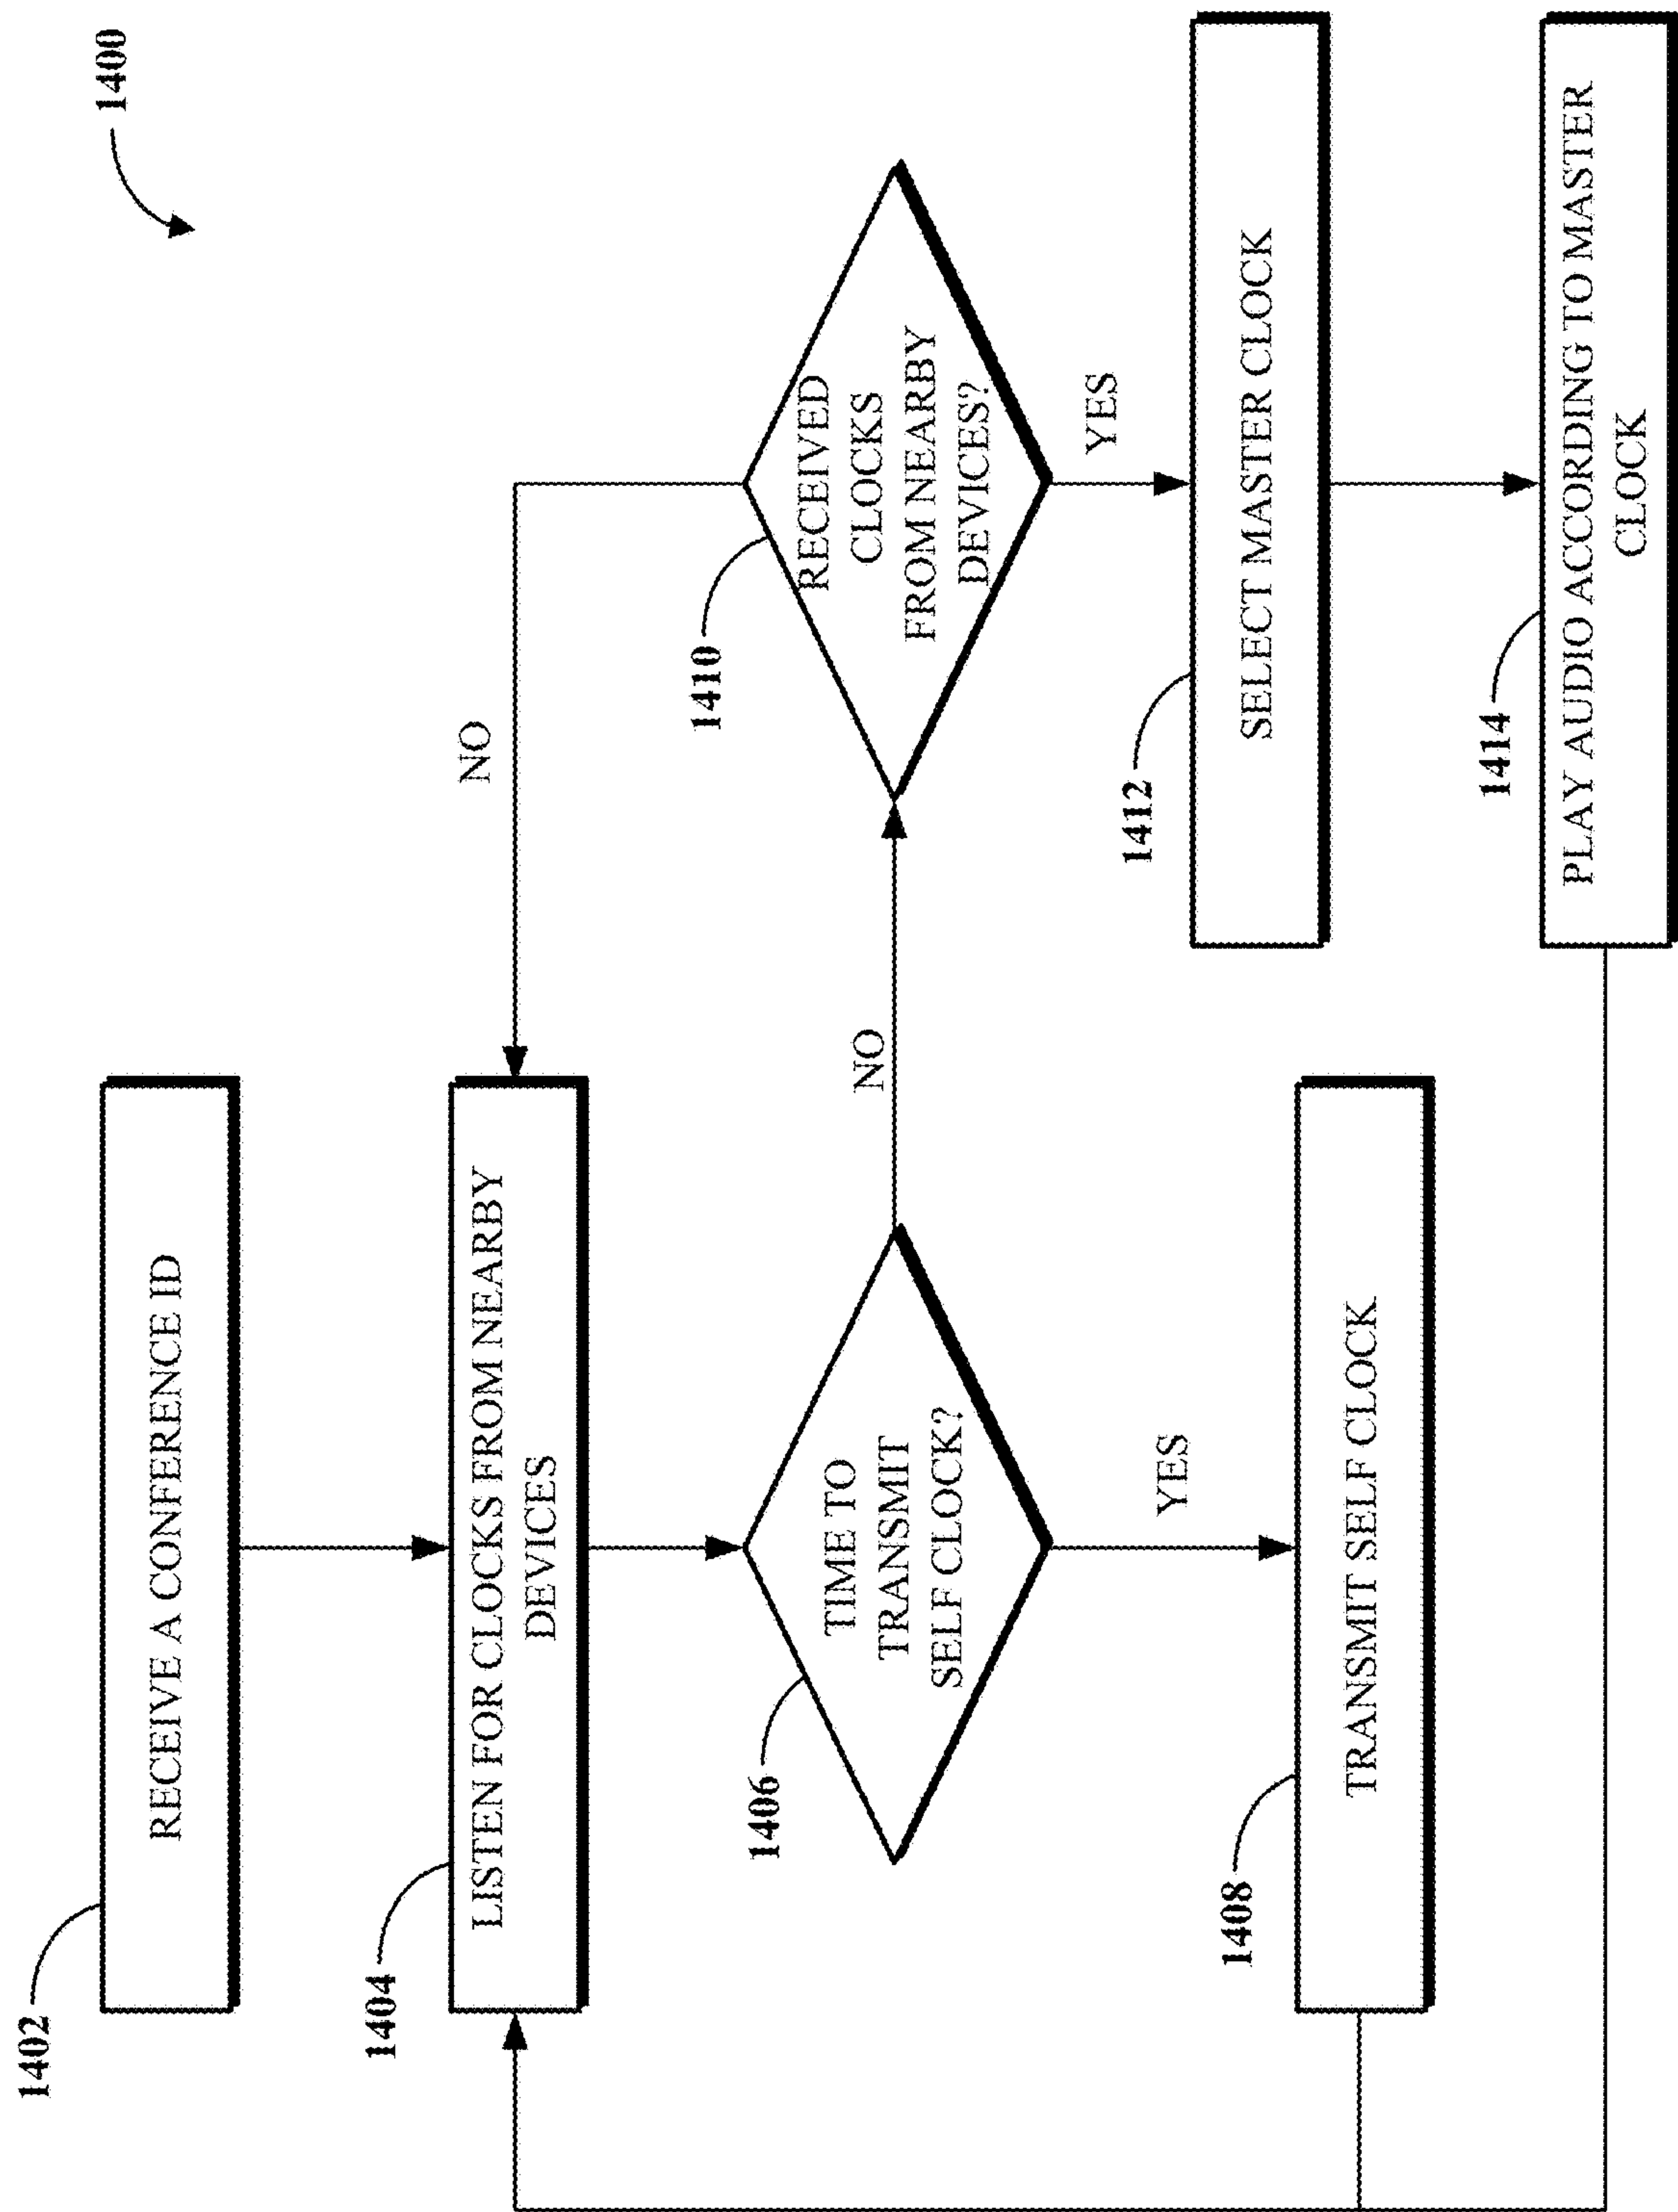 1400
1402
RECEIVE A CONFERENCE ID
1404
LISTEN FOR CLOCKS FROM NEARBY
DEVICES
NO
1406
TIME TO
TRANSMIT
SELF CLOCK?
NO
1410
RECEIVED
CLOCKS
FROM NEARBY
DEVICES?
YES
1408
TRANSMIT SELF CLOCK
YES
1412
SELECT MASTER CLOCK
1414
PLAY AUDIO ACCORDING TO MASTER
CLOCK